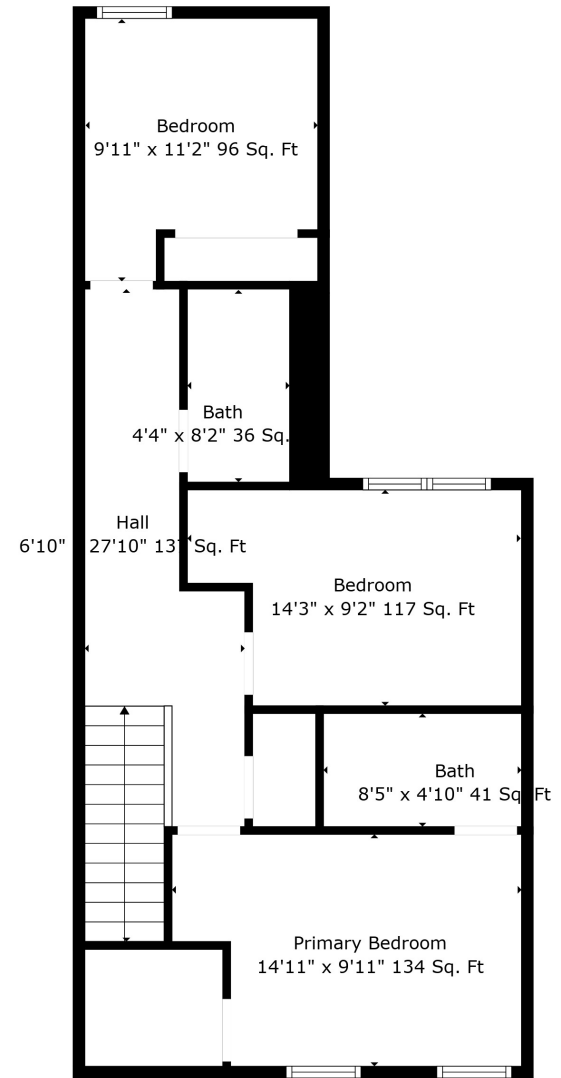 Bedroom
9'11" x 11'2" 96 Sq. Ft
Bath
4'4" x 8'2" 36 Sq.
Hall
6'10" 27'10" 137 Sq. Ft
Bedroom
14'3" x 9'2" 117 Sq. Ft
Bath
8'5" x 4'10" 41 Sq Ft
Primary Bedroom
14'11" x 9'11" 134 Sq. Ft